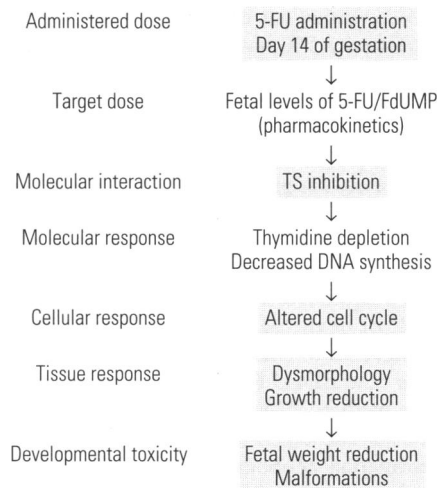 Administered dose 5-FU administration
Day 14 of gestation
↓
Target dose Fetal levels of 5-FU/FdUMP
(pharmacokinetics)
↓
Molecular interaction TS inhibition
↓
Molecular response Thymidine depletion
Decreased DNA synthesis
↓
Cellular response Altered cell cycle
↓
Tissue response Dysmorphology
Growth reduction
↓
Developmental toxicity Fetal weight reduction
Malformations